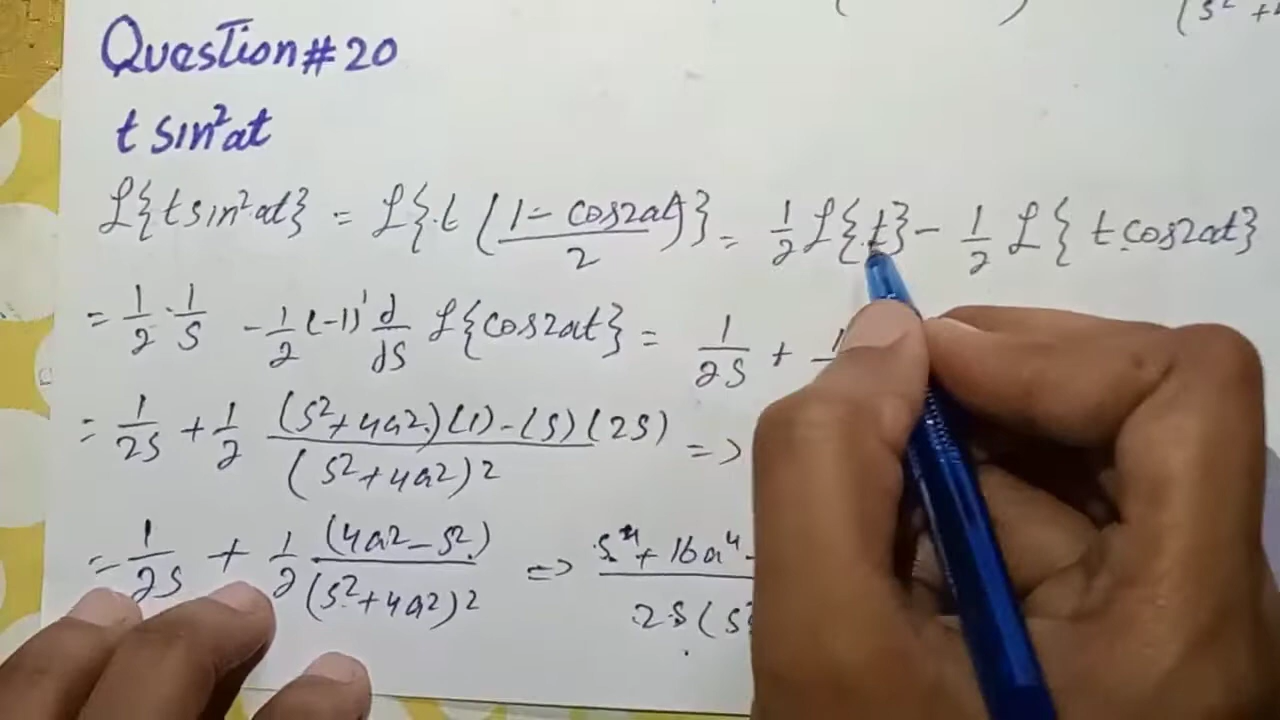 (s² +
Question#20
t sin²at
ℒ{t sin²at} = ℒ{t (1 - cos2at)/2} = 1/2 ℒ{t} - 1/2 ℒ{t cos2at}
= 1/2 · 1/s - 1/2 (-1)' d/ds ℒ{cos2at} = 1/2s +
= 1/2s + 1/2 (s²+4a²)(1)-(s)(2s)/(s²+4a²)² =>
= 1/2s + 1/2 (4a²-s²)/(s²+4a²)² => s⁴+16a⁴-/2s(s²